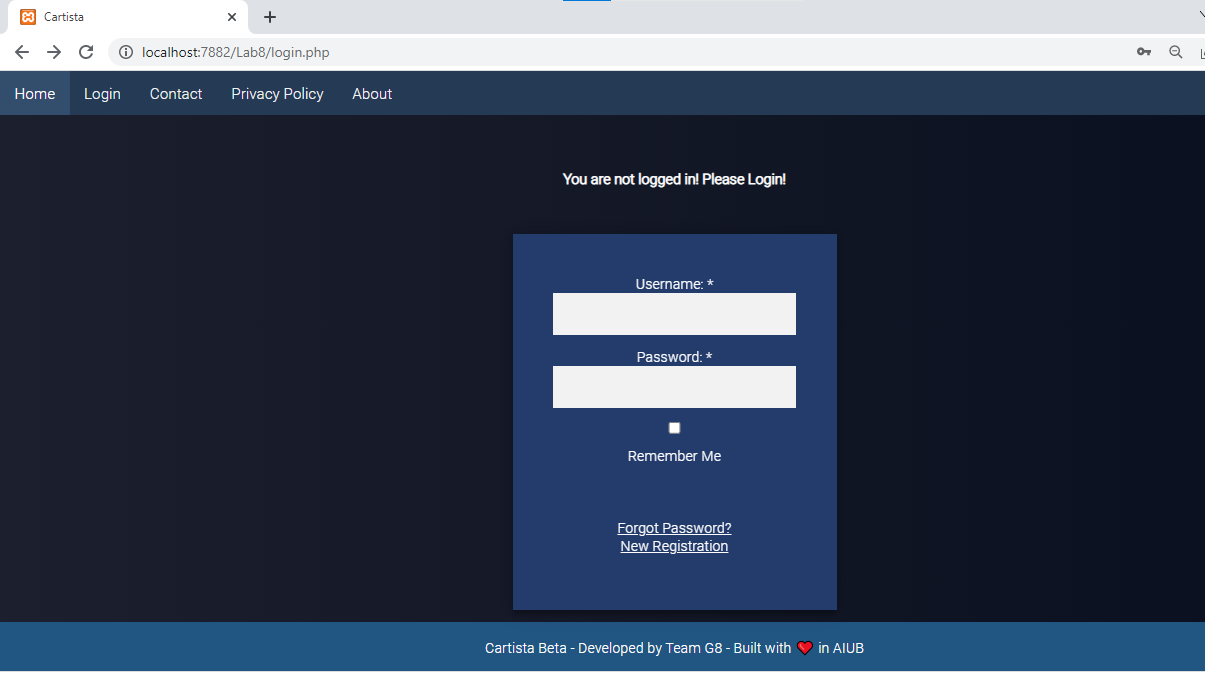 Cartista
localhost:7882/Lab8/login.php
Home Login Contact Privacy Policy About
You are not logged in! Please Login!
Username: *
Password: *
Remember Me
Forgot Password?
New Registration
Cartista Beta - Developed by Team G8 - Built with ❤️ in AIUB